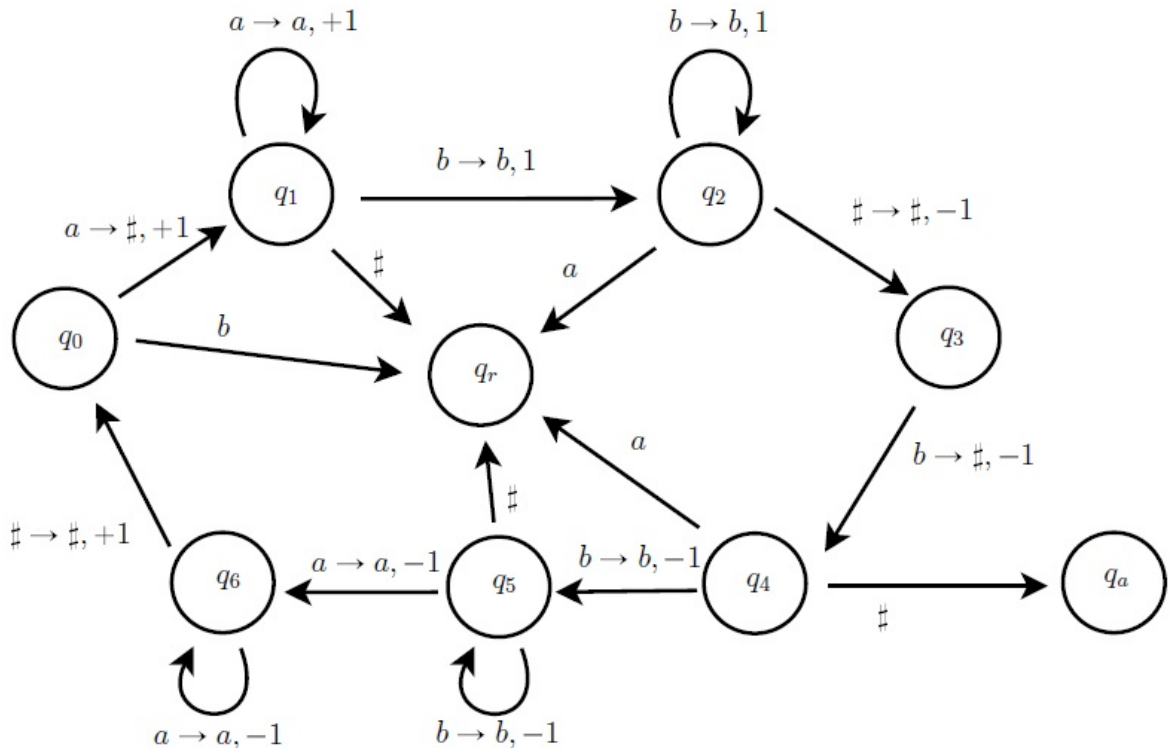 a → a, +1
b → b, 1
b → b, 1
q₁
q₂
a → ♯, +1
♯ → ♯, −1
♯
a
b
q₀
q₃
qᵣ
a
b → ♯, −1
♯
♯ → ♯, +1
a → a, −1
b → b, −1
q₆
q₅
q₄
qₐ
♯
a → a, −1
b → b, −1